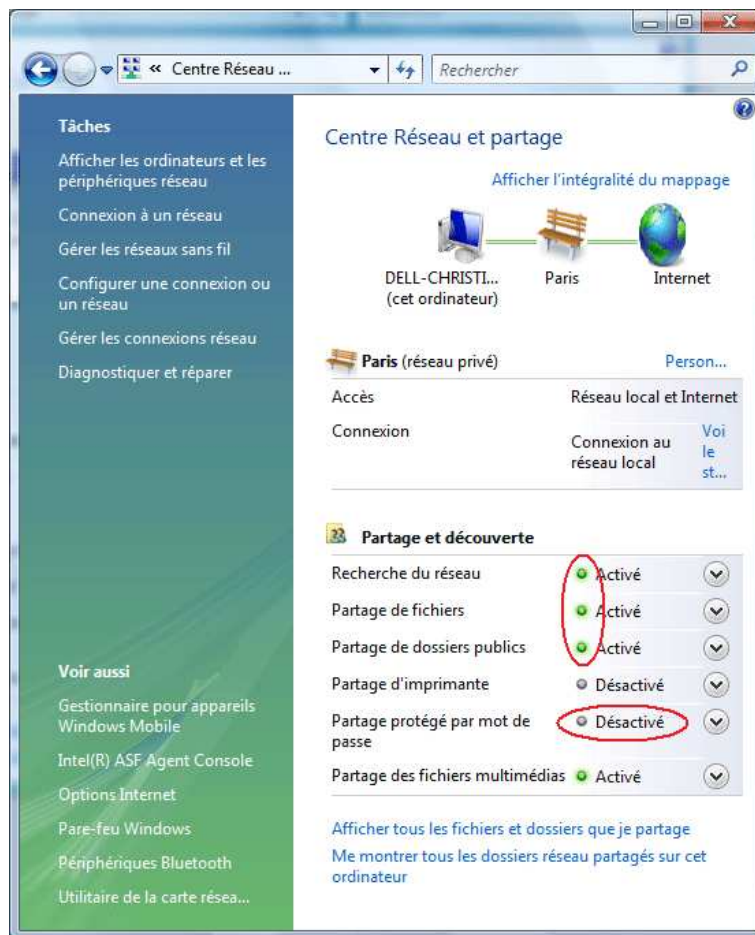 « Centre Réseau ...
Rechercher
Tâches
Afficher les ordinateurs et les
périphériques réseau
Connexion à un réseau
Gérer les réseaux sans fil
Configurer une connexion ou
un réseau
Gérer les connexions réseau
Diagnostiquer et réparer
Voir aussi
Gestionnaire pour appareils
Windows Mobile
Intel(R) ASF Agent Console
Options Internet
Pare-feu Windows
Périphériques Bluetooth
Utilitaire de la carte résea...
Centre Réseau et partage
Afficher l'intégralité du mappage
DELL-CHRISTI...
(cet ordinateur)
Paris
Internet
Paris (réseau privé)
Person...
Accès
Réseau local et Internet
Connexion
Connexion au
réseau local
Voi
le
st...
Partage et découverte
Recherche du réseau
Activé
Partage de fichiers
Activé
Partage de dossiers publics
Activé
Partage d'imprimante
Désactivé
Partage protégé par mot de
passe
Désactivé
Partage des fichiers multimédias
Activé
Afficher tous les fichiers et dossiers que je partage
Me montrer tous les dossiers réseau partagés sur cet
ordinateur